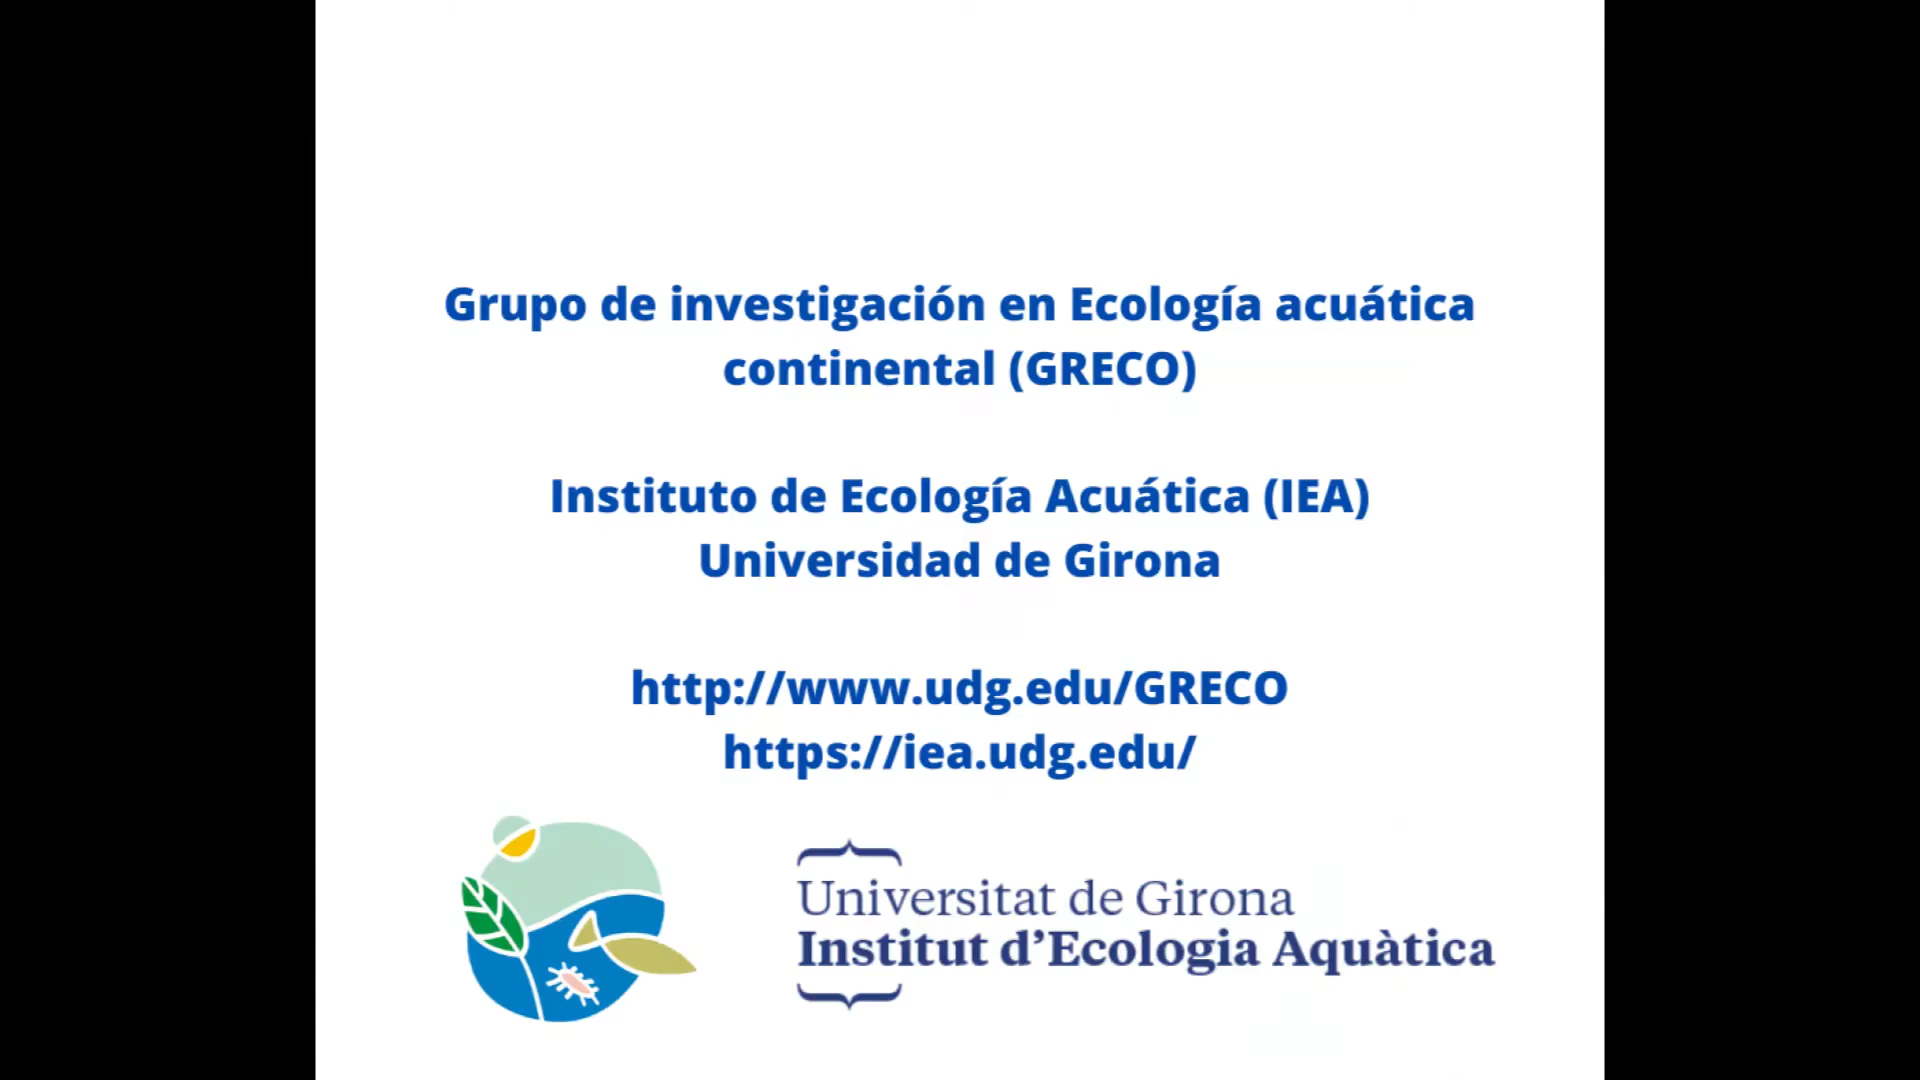 Grupo de investigación en Ecología acuática
continental (GRECO)
Instituto de Ecología Acuática (IEA)
Universidad de Girona
http://www.udg.edu/GRECO
https://iea.udg.edu/
Universitat de Girona
Institut d’Ecologia Aquàtica